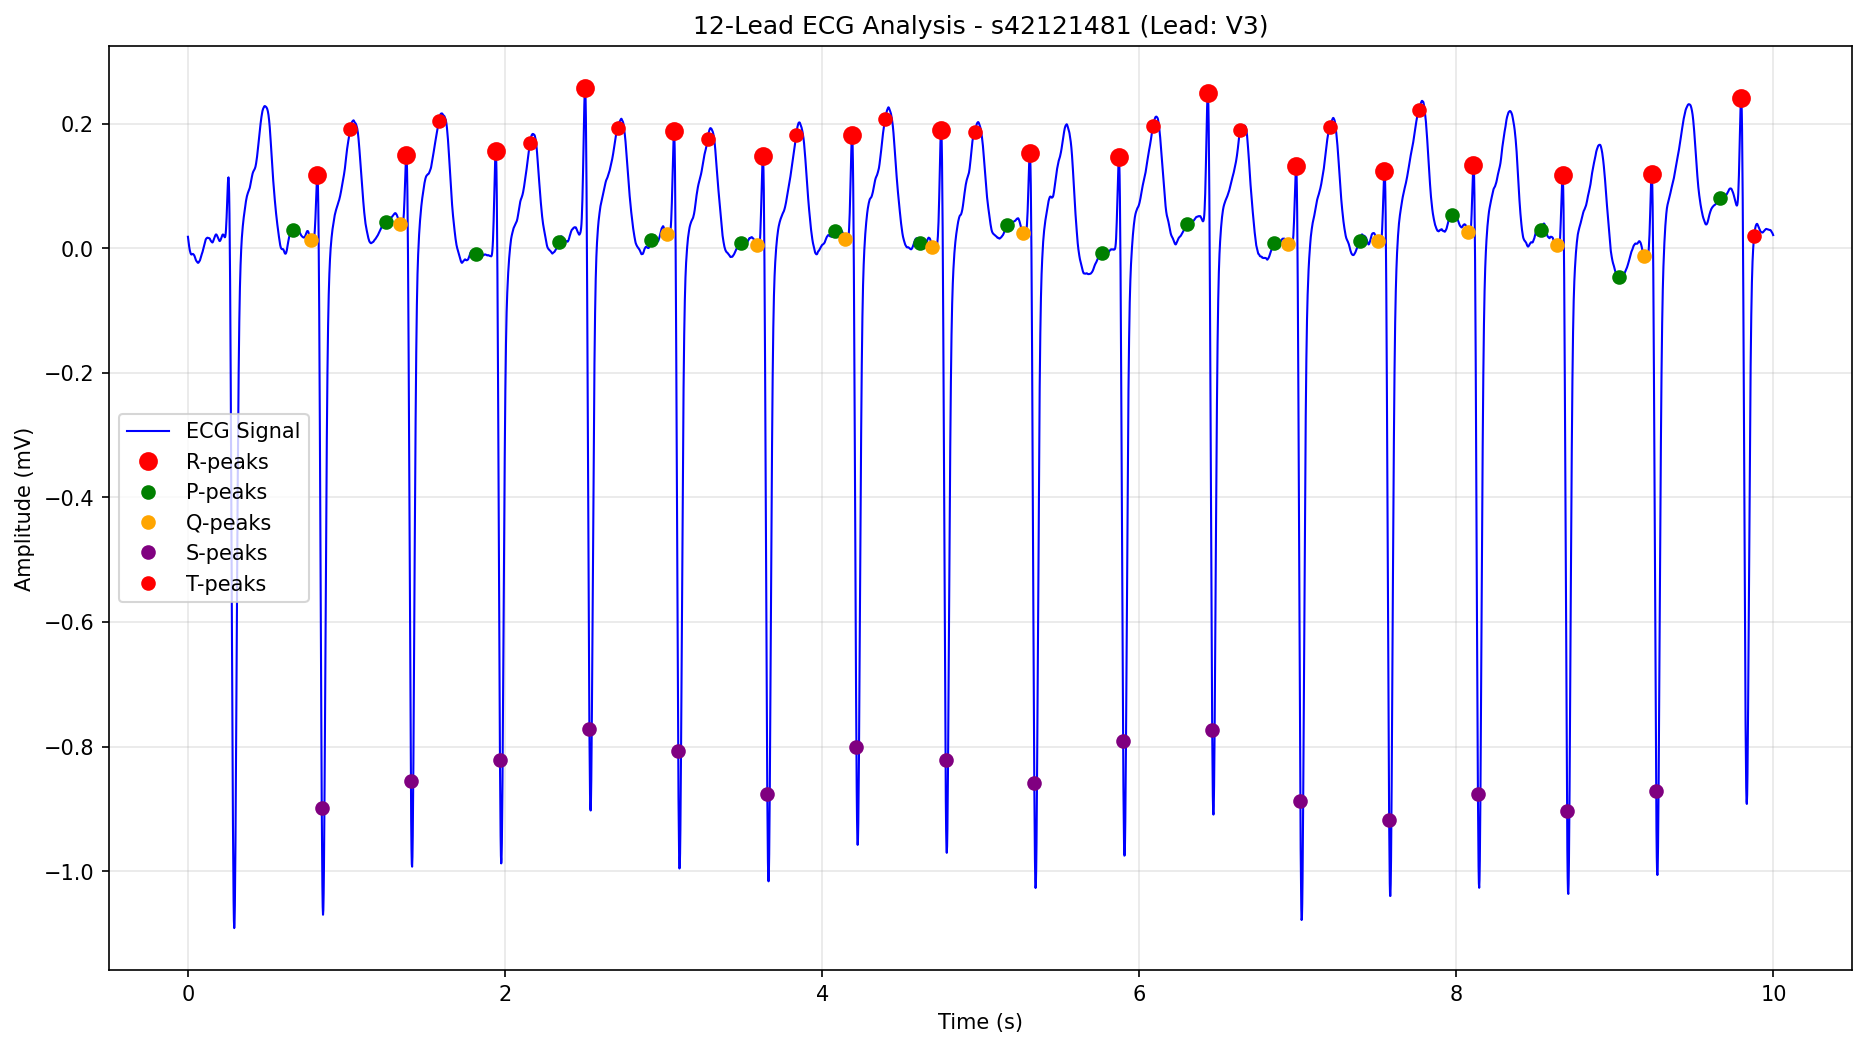 12-Lead ECG Analysis - s42121481 (Lead: V3)
Amplitude (mV)
0.2
0.0
−0.2
−0.4
−0.6
−0.8
−1.0
ECG Signal
R-peaks
P-peaks
Q-peaks
S-peaks
T-peaks
0 2 4 6 8 10
Time (s)